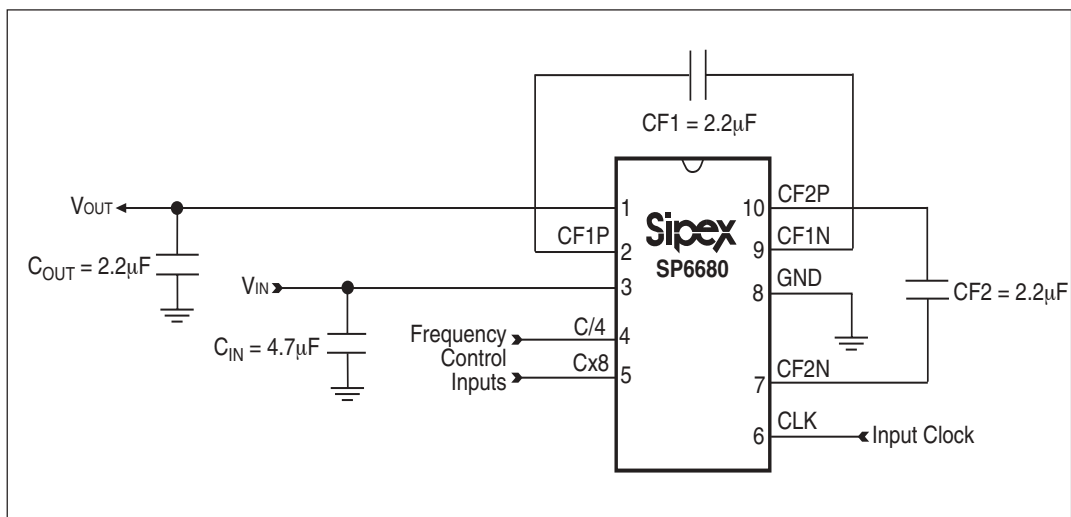 CF1 = 2.2μF
VOUT
1
Sipex
SP6680
10
CF2P
CF1P
2
9
CF1N
COUT = 2.2μF
VIN
3
8
GND
CF2 = 2.2μF
CIN = 4.7μF
Frequency
Control
Inputs
C/4
4
Cx8
5
7
CF2N
6
CLK
Input Clock